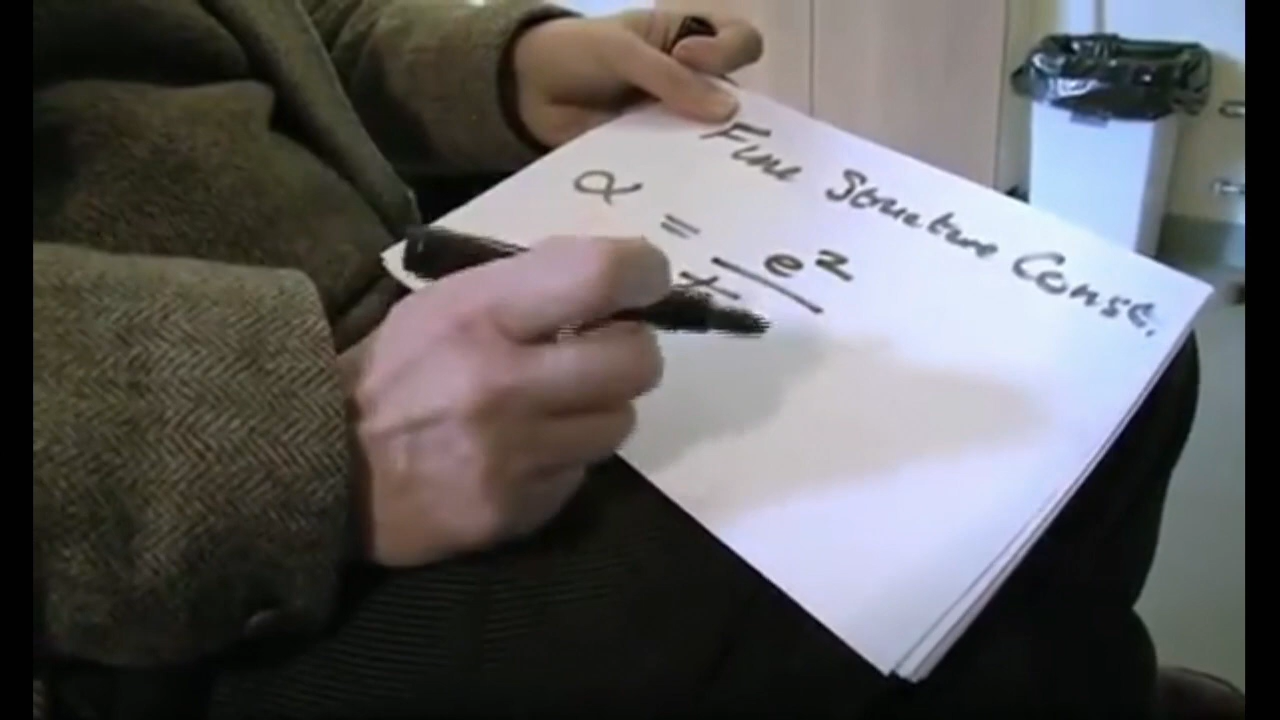 Fine Structure Const.
α = e²